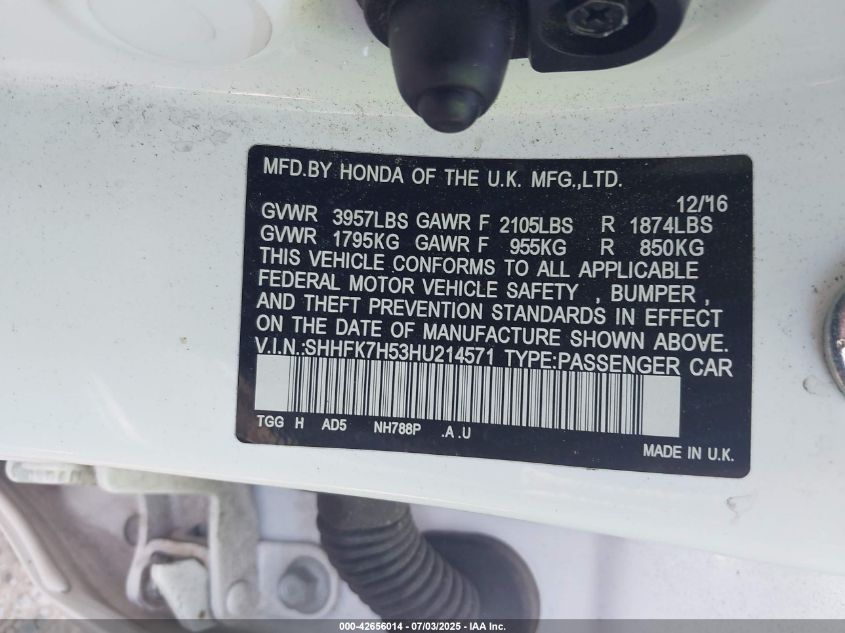 MFD.BY HONDA OF THE U.K. MFG.,LTD.
12/16
GVWR 3957LBS GAWR F 2105LBS R 1874LBS
GVWR 1795KG GAWR F 955KG R 850KG
THIS VEHICLE CONFORMS TO ALL APPLICABLE
FEDERAL MOTOR VEHICLE SAFETY , BUMPER ,
AND THEFT PREVENTION STANDARDS IN EFFECT
ON THE DATE OF MANUFACTURE SHOWN ABOVE.
V.I.N.:SHHFK7H53HU214571 TYPE:PASSENGER CAR
TGG H AD5 NH788P .A .U
MADE IN U.K.
000-42656014 - 07/03/2025 - IAA Inc.